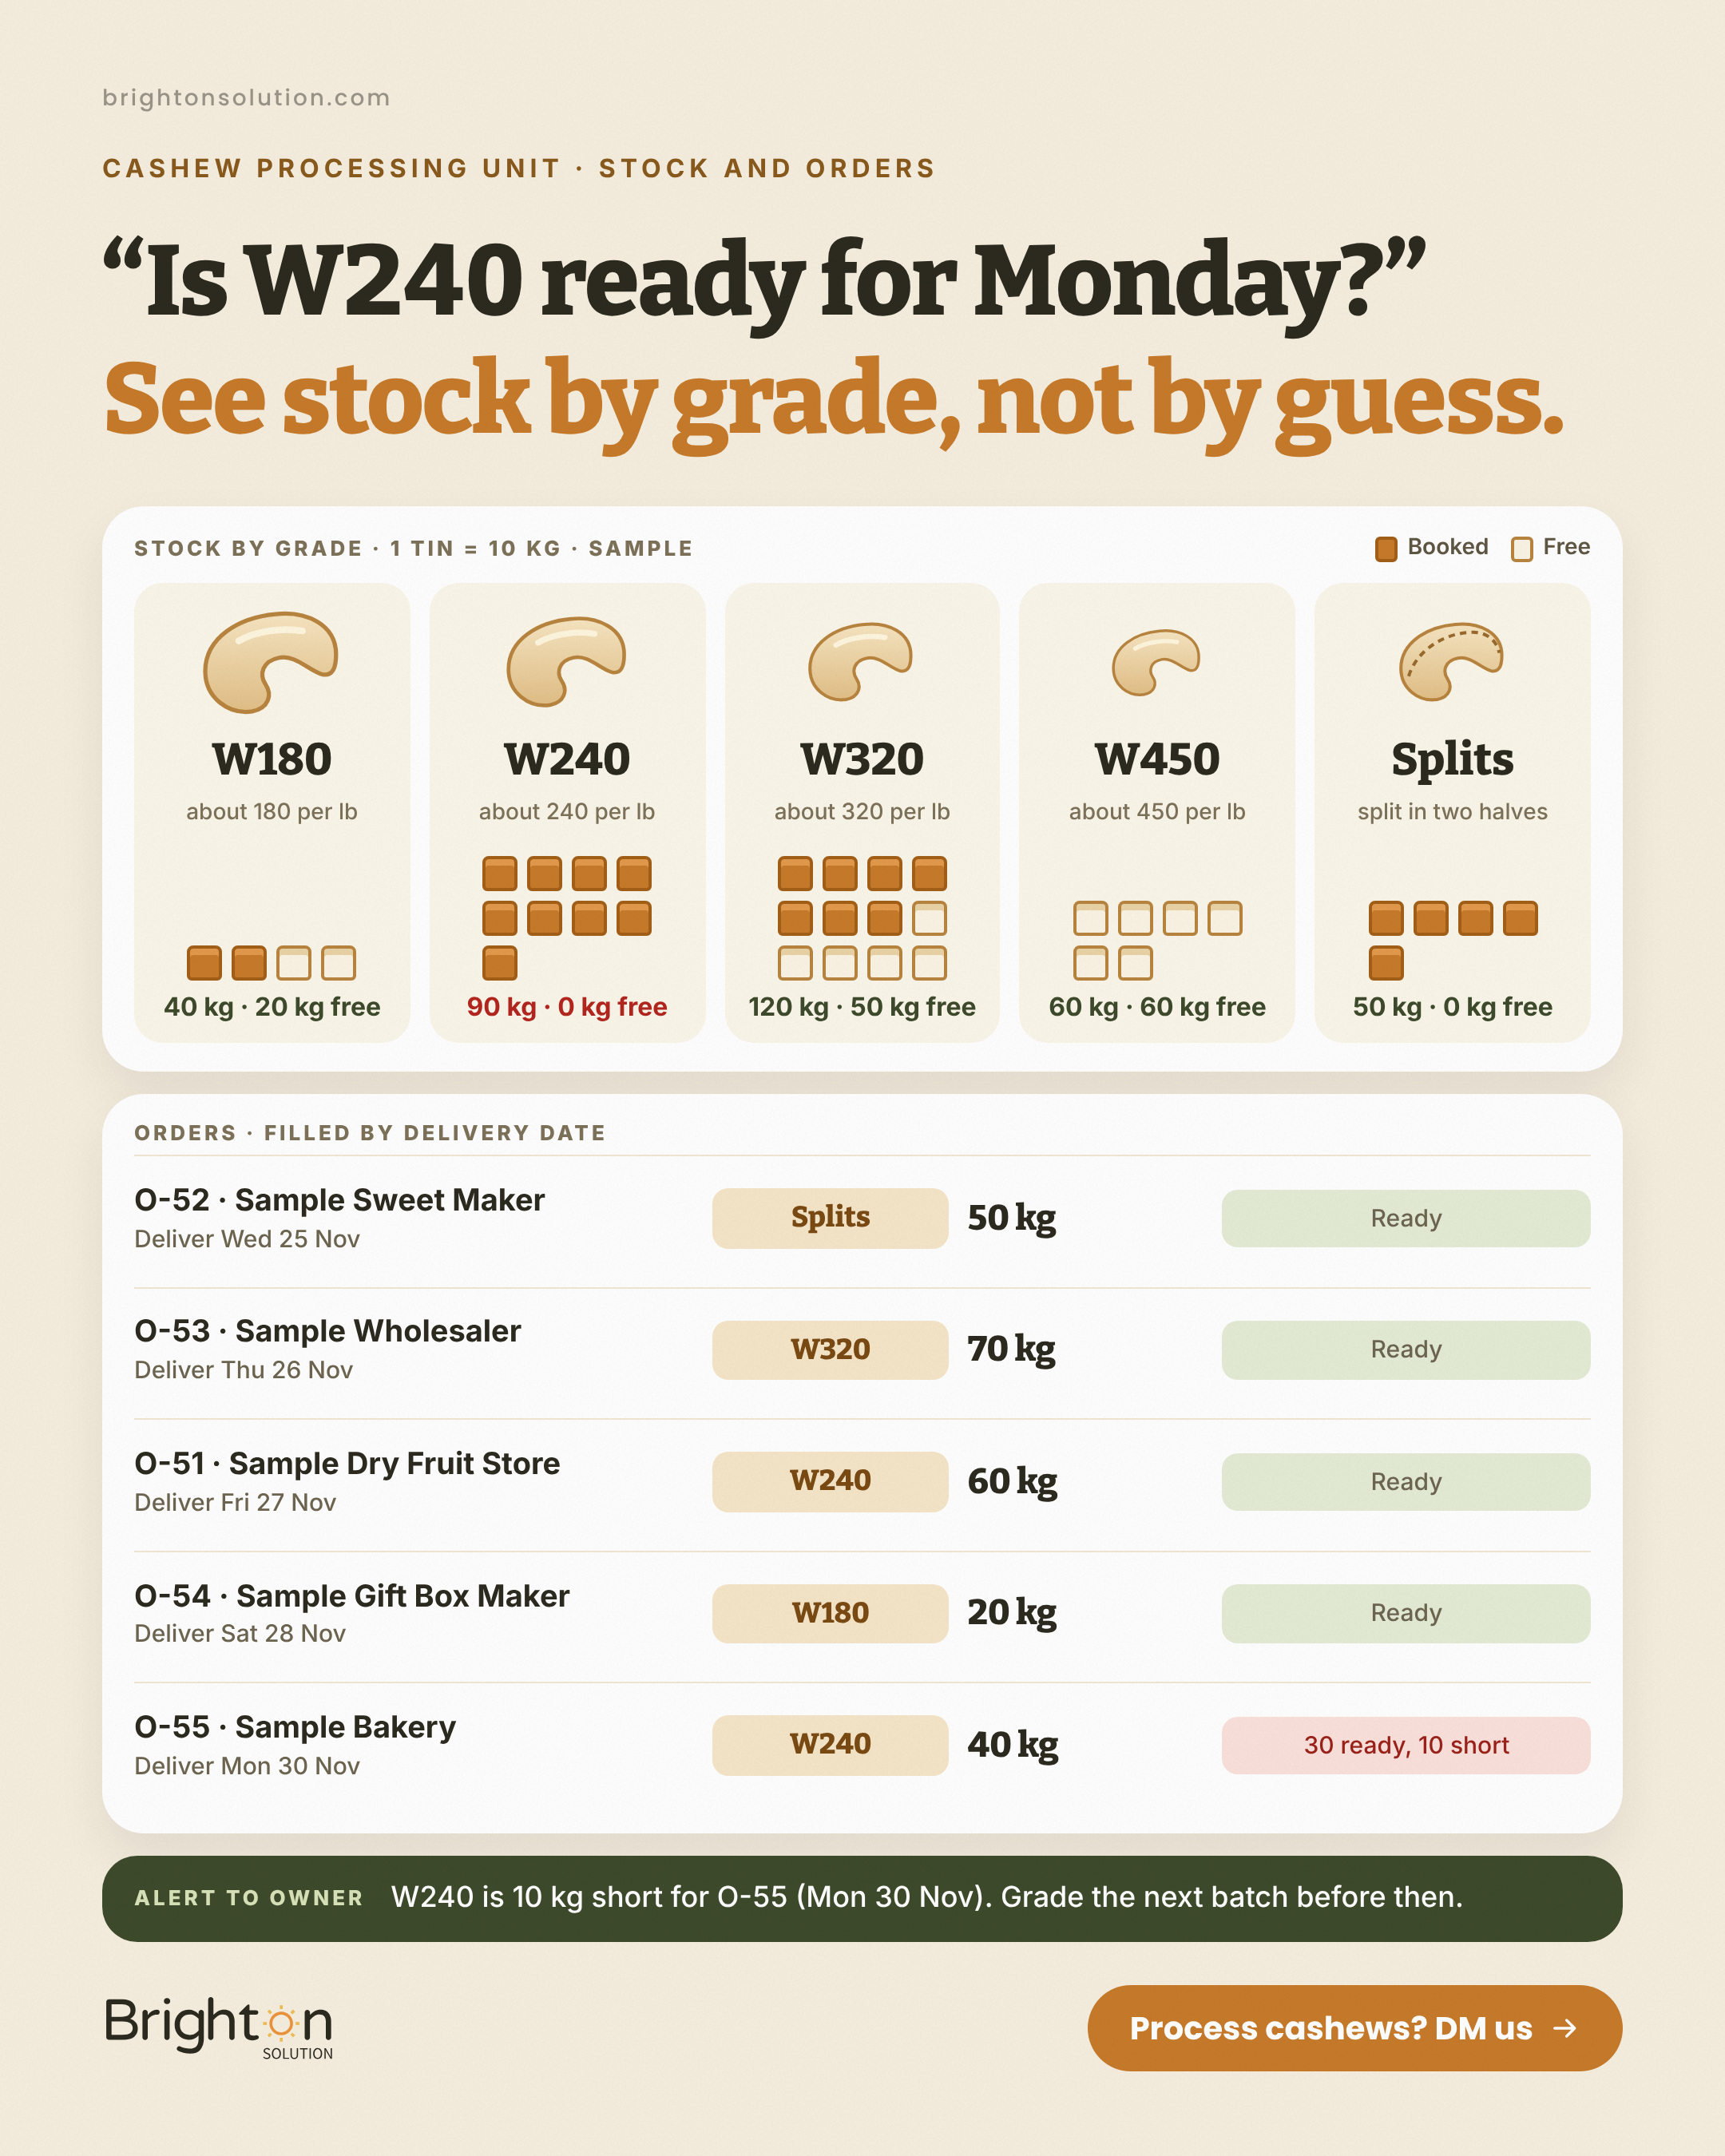 brightonsolution.com
CASHEW PROCESSING UNIT · STOCK AND ORDERS
“Is W240 ready for Monday?”
See stock by grade, not by guess.
STOCK BY GRADE · 1 TIN = 10 KG · SAMPLE
Booked Free
W180
about 180 per lb
40 kg · 20 kg free
W240
about 240 per lb
90 kg · 0 kg free
W320
about 320 per lb
120 kg · 50 kg free
W450
about 450 per lb
60 kg · 60 kg free
Splits
split in two halves
50 kg · 0 kg free
ORDERS · FILLED BY DELIVERY DATE
O-52 · Sample Sweet Maker
Deliver Wed 25 Nov
Splits
50 kg
Ready
O-53 · Sample Wholesaler
Deliver Thu 26 Nov
W320
70 kg
Ready
O-51 · Sample Dry Fruit Store
Deliver Fri 27 Nov
W240
60 kg
Ready
O-54 · Sample Gift Box Maker
Deliver Sat 28 Nov
W180
20 kg
Ready
O-55 · Sample Bakery
Deliver Mon 30 Nov
W240
40 kg
30 ready, 10 short
ALERT TO OWNER W240 is 10 kg short for O-55 (Mon 30 Nov). Grade the next batch before then.
Brighton
SOLUTION
Process cashews? DM us →